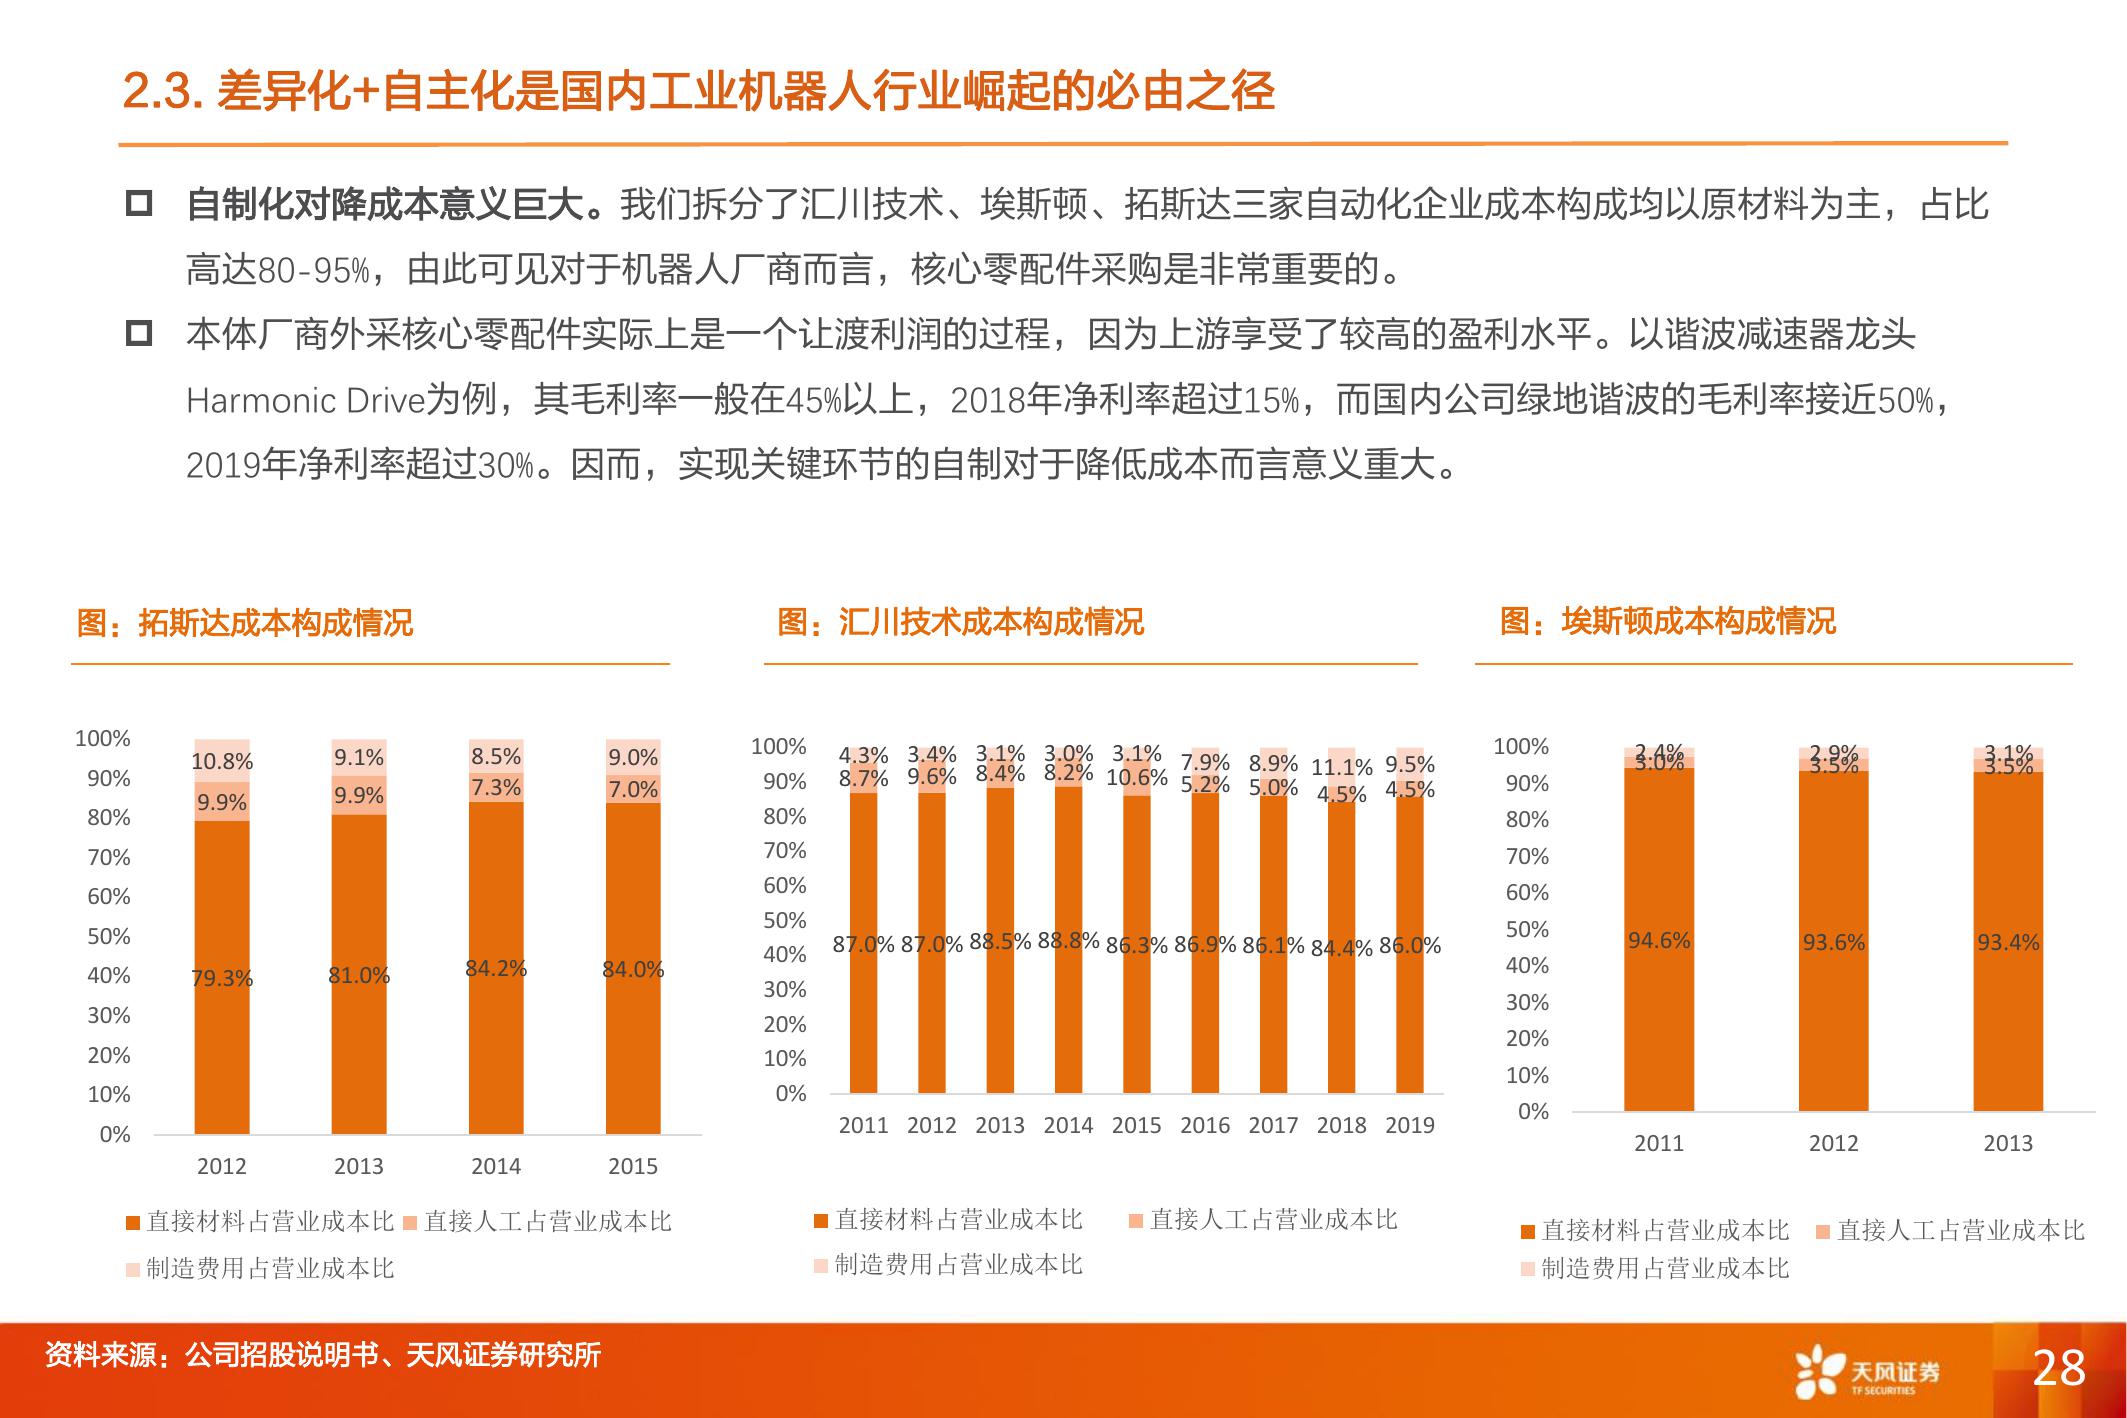 2.3. 差异化+自主化是国内工业机器人行业崛起的必由之径
自制化对降成本意义巨大。我们拆分了汇川技术、埃斯顿、拓斯达三家自动化企业成本构成均以原材料为主，占比
高达80-95%，由此可见对于机器人厂商而言，核心零配件采购是非常重要的。
本体厂商外采核心零配件实际上是一个让渡利润的过程，因为上游享受了较高的盈利水平。以谐波减速器龙头
Harmonic Drive为例，其毛利率一般在45%以上，2018年净利率超过15%，而国内公司绿地谐波的毛利率接近50%，
2019年净利率超过30%。因而，实现关键环节的自制对于降低成本而言意义重大。
图：拓斯达成本构成情况
100%
90%
80%
70%
60%
50%
40%
30%
20%
10%
0%
10.8% 9.1% 8.5% 9.0%
9.9% 9.9% 7.3% 7.0%
79.3% 81.0% 84.2% 84.0%
2012 2013 2014 2015
直接材料占营业成本比 直接人工占营业成本比
制造费用占营业成本比
图：汇川技术成本构成情况
100%
90%
80%
70%
60%
50%
40%
30%
20%
10%
0%
4.3% 3.4% 3.1% 3.0% 3.1% 7.9% 8.9% 11.1% 9.5%
8.7% 9.6% 8.4% 8.2% 10.6% 5.2% 5.0% 4.5% 4.5%
87.0% 87.0% 88.5% 88.8% 86.3% 86.9% 86.1% 84.4% 86.0%
2011 2012 2013 2014 2015 2016 2017 2018 2019
直接材料占营业成本比 直接人工占营业成本比
制造费用占营业成本比
图：埃斯顿成本构成情况
100%
90%
80%
70%
60%
50%
40%
30%
20%
10%
0%
2.4% 2.9% 3.1%
3.0% 3.5% 3.5%
94.6% 93.6% 93.4%
2011 2012 2013
直接材料占营业成本比 直接人工占营业成本比
制造费用占营业成本比
资料来源：公司招股说明书、天风证券研究所
天风证券
TF SECURITIES
28